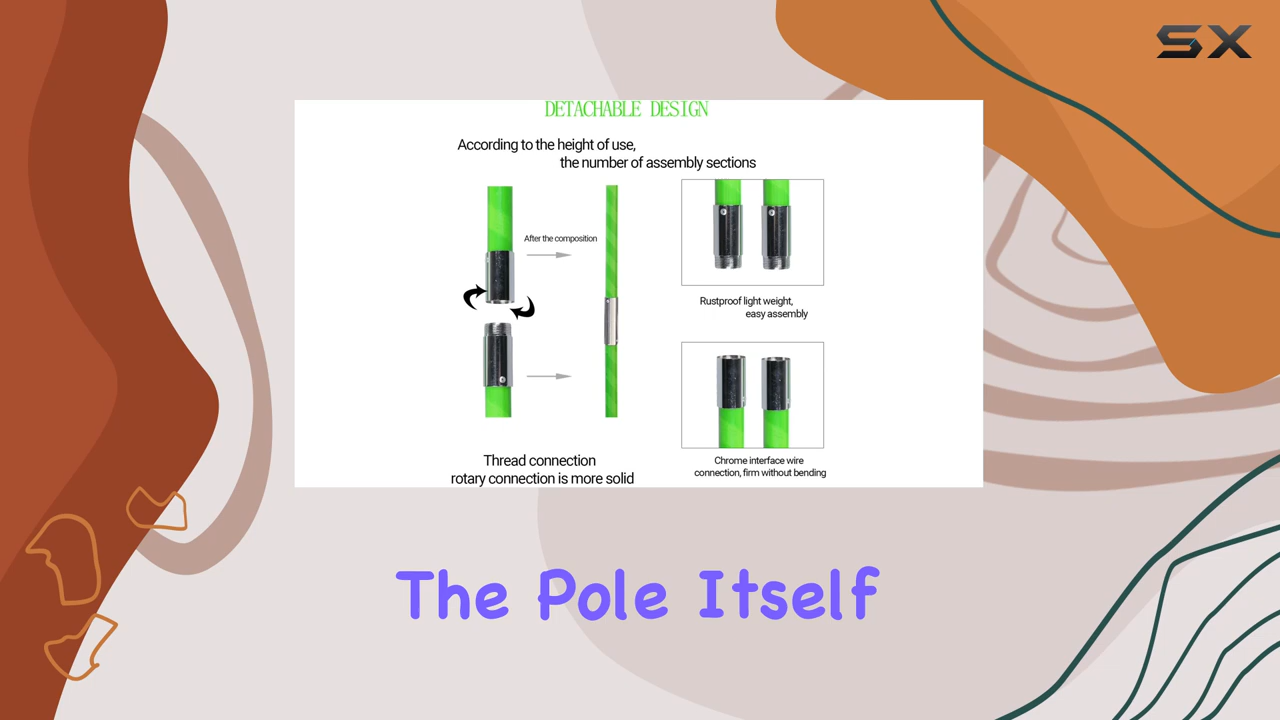 SX
DETACHABLE DESIGN
According to the height of use,
the number of assembly sections
After the composition
Rustproof light weight,
easy assembly
Thread connection
rotary connection is more solid
Chrome interface wire
connection, firm without bending
The Pole Itself